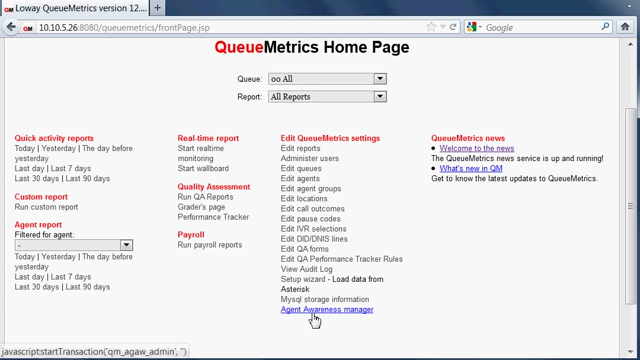 Loway QueueMetrics version 12....
10.10.5.26:8080/queuemetrics/frontPage.jsp
Google
QueueMetrics Home Page
Queue: oo All
Report: All Reports
Quick activity reports
Today | Yesterday | The day before
yesterday
Last day | Last 7 days
Last 30 days | Last 90 days
Custom report
Run custom report
Agent report
Filtered for agent:
-
Today | Yesterday | The day before
yesterday
Last day | Last 7 days
Last 30 days | Last 90 days
Real-time report
Start realtime
monitoring
Start wallboard
Quality Assessment
Run QA Reports
Grader's page
Performance Tracker
Payroll
Run payroll reports
Edit QueueMetrics settings
Edit reports
Administer users
Edit queues
Edit agents
Edit agent groups
Edit locations
Edit call outcomes
Edit pause codes
Edit IVR selections
Edit DID/DNIS lines
Edit QA forms
Edit QA Performance Tracker Rules
View Audit Log
Setup wizard - Load data from
Asterisk
Mysql storage information
Agent Awareness manager
QueueMetrics news
Welcome to the news
The QueueMetrics news service is up and running!
What's new in QM
Get to know the latest updates to QueueMetrics.
javascript:startTransaction('qm_agaw_admin', '')